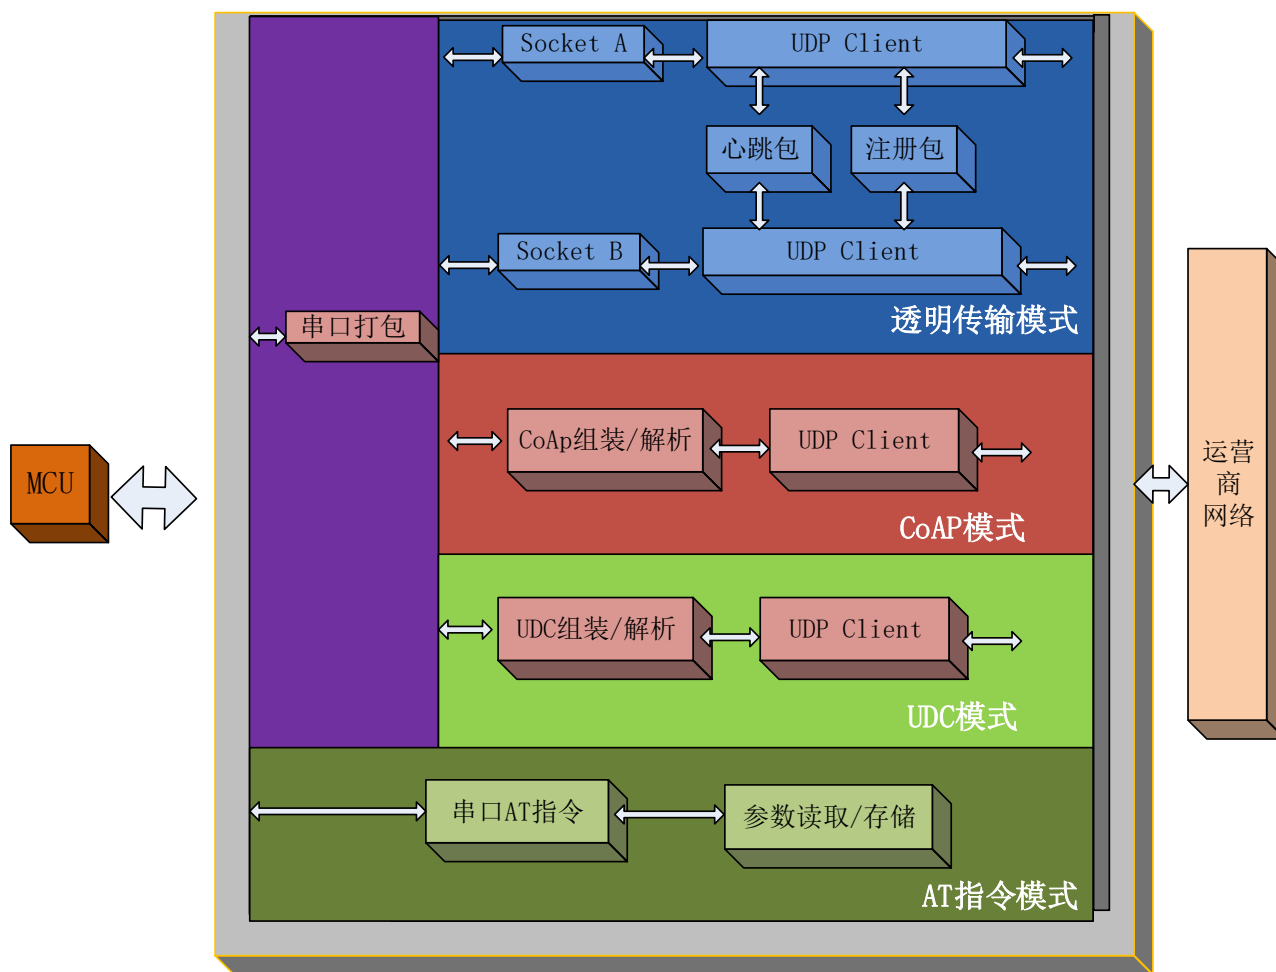 Socket A
UDP Client
心跳包
注册包
Socket B
UDP Client
透明传输模式
串口打包
CoAp组装/解析
UDP Client
CoAP模式
MCU
运营
商
网络
UDC组装/解析
UDP Client
UDC模式
串口AT指令
参数读取/存储
AT指令模式